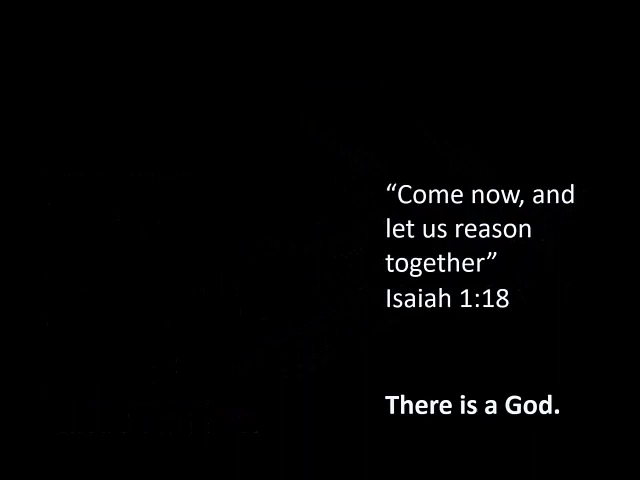 “Come now, and
let us reason
together”
Isaiah 1:18
There is a God.